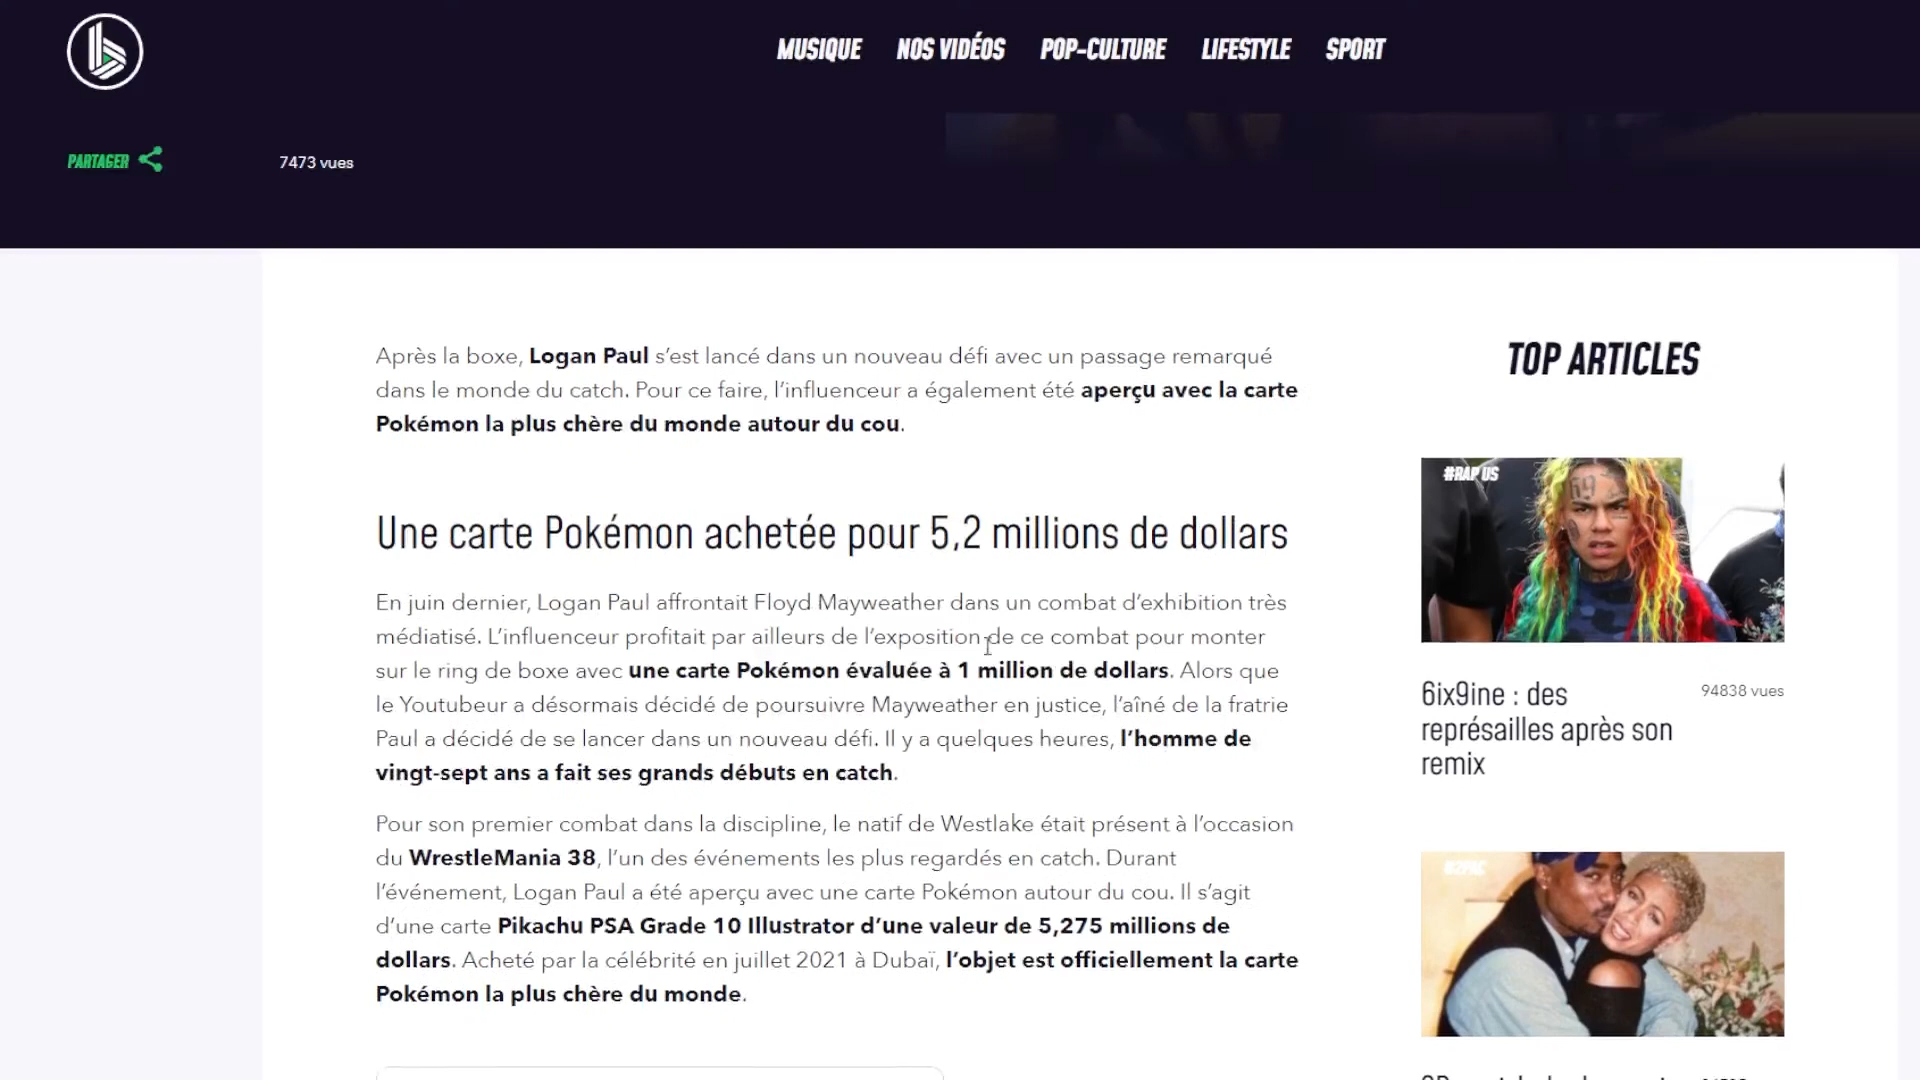 MUSIQUE NOS VIDÉOS POP-CULTURE LIFESTYLE SPORT
PARTAGER
7473 vues
Après la boxe, Logan Paul s’est lancé dans un nouveau défi avec un passage remarqué
dans le monde du catch. Pour ce faire, l’influenceur a également été aperçu avec la carte
Pokémon la plus chère du monde autour du cou.
Une carte Pokémon achetée pour 5,2 millions de dollars
En juin dernier, Logan Paul affrontait Floyd Mayweather dans un combat d’exhibition très
médiatisé. L’influenceur profitait par ailleurs de l’exposition de ce combat pour monter
sur le ring de boxe avec une carte Pokémon évaluée à 1 million de dollars. Alors que
le Youtubeur a désormais décidé de poursuivre Mayweather en justice, l’aîné de la fratrie
Paul a décidé de se lancer dans un nouveau défi. Il y a quelques heures, l’homme de
vingt-sept ans a fait ses grands débuts en catch.
Pour son premier combat dans la discipline, le natif de Westlake était présent à l’occasion
du WrestleMania 38, l’un des événements les plus regardés en catch. Durant
l’événement, Logan Paul a été aperçu avec une carte Pokémon autour du cou. Il s’agit
d’une carte Pikachu PSA Grade 10 Illustrator d’une valeur de 5,275 millions de
dollars. Acheté par la célébrité en juillet 2021 à Dubaï, l’objet est officiellement la carte
Pokémon la plus chère du monde.
TOP ARTICLES
#RAP US
69
6ix9ine : des
représailles après son
remix
94838 vues
#2PAC